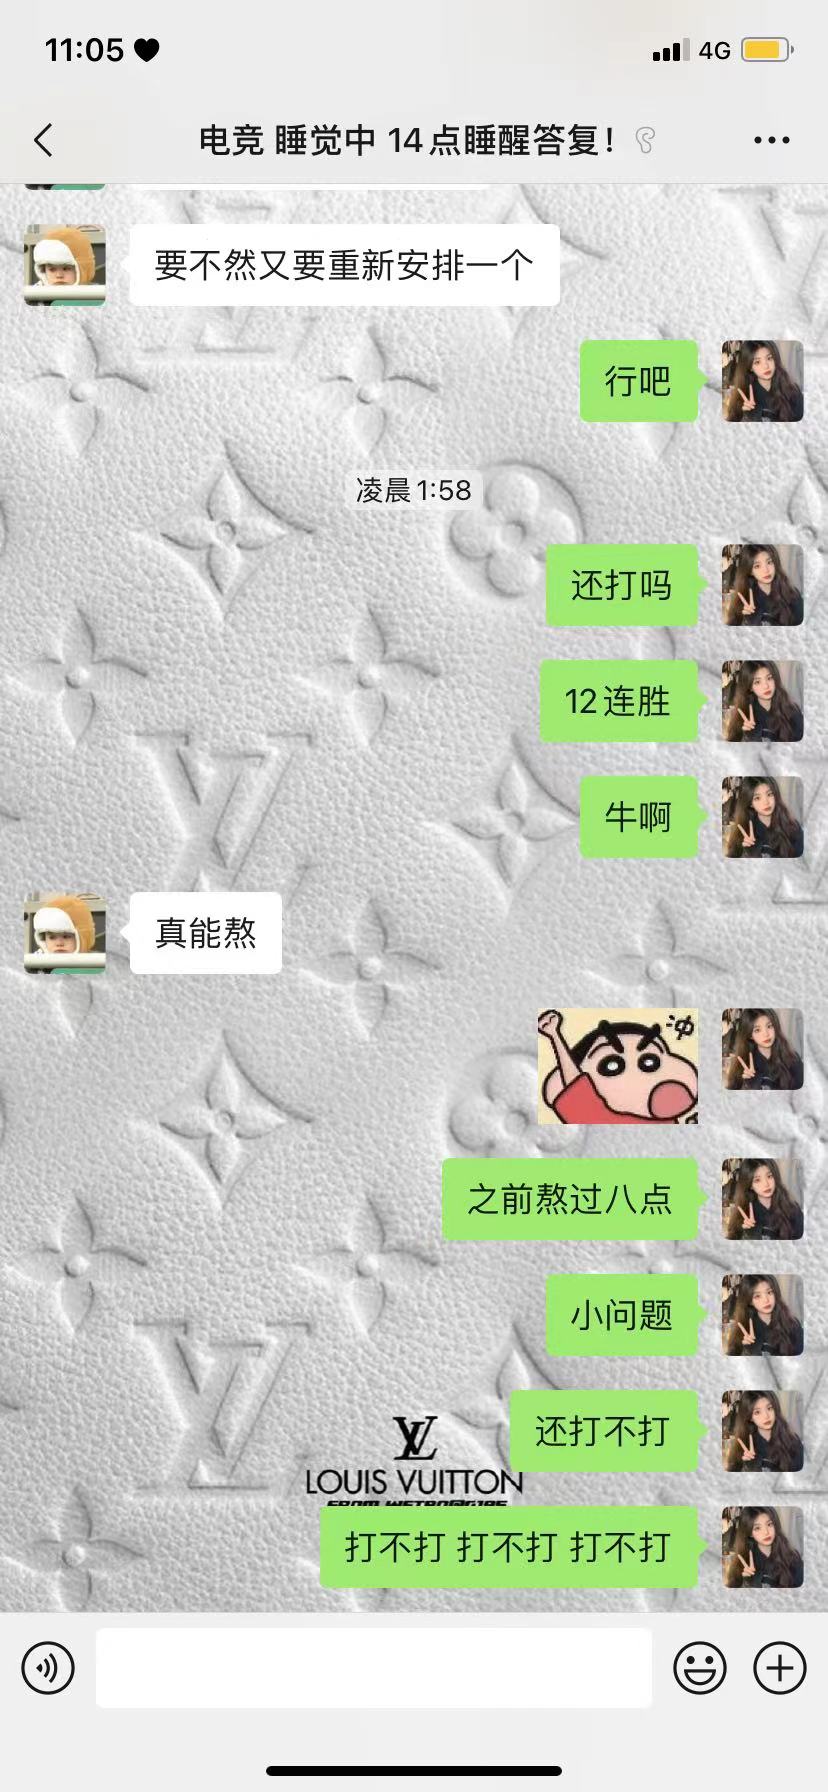 11:05
4G
电竞 睡觉中 14点睡醒答复！
要不然又要重新安排一个
行吧
凌晨1:58
还打吗
12连胜
牛啊
真能熬
冲
之前熬过八点
小问题
还打不打
LOUIS VUITTON
打不打 打不打 打不打